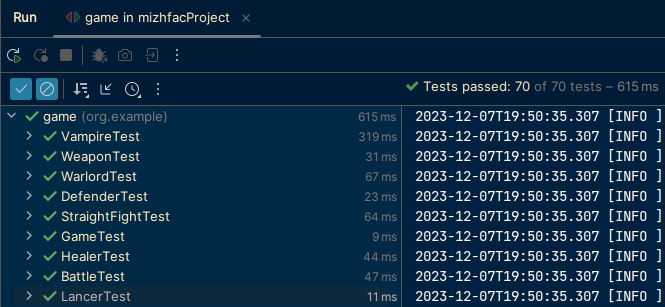 Run game in mizhfacProject
Tests passed: 70 of 70 tests – 615 ms
game (org.example) 615 ms
VampireTest 319 ms
WeaponTest 31 ms
WarlordTest 67 ms
DefenderTest 23 ms
StraightFightTest 64 ms
GameTest 9 ms
HealerTest 44 ms
BattleTest 47 ms
LancerTest 11 ms
2023-12-07T19:50:35.307 [INFO ]
2023-12-07T19:50:35.307 [INFO ]
2023-12-07T19:50:35.307 [INFO ]
2023-12-07T19:50:35.307 [INFO ]
2023-12-07T19:50:35.307 [INFO ]
2023-12-07T19:50:35.307 [INFO ]
2023-12-07T19:50:35.307 [INFO ]
2023-12-07T19:50:35.307 [INFO ]
2023-12-07T19:50:35.307 [INFO ]
2023-12-07T19:50:35.307 [INFO ]